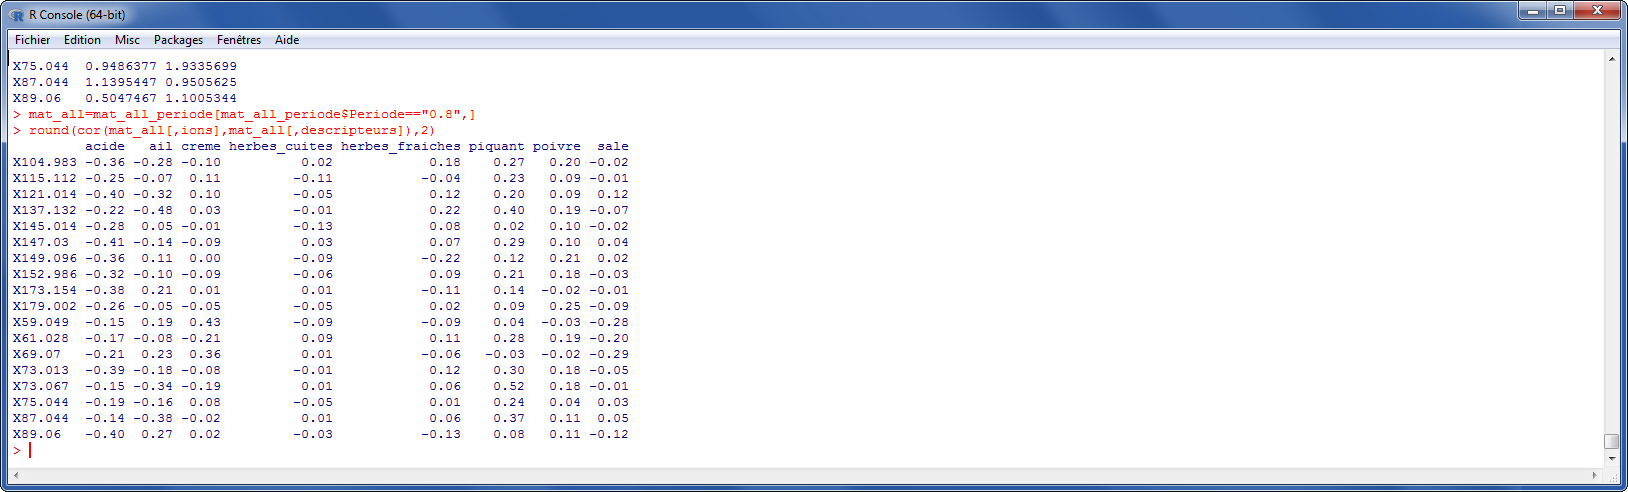 R Console (64-bit)
Fichier Edition Misc Packages Fenêtres Aide
X75.044  0.9486377 1.9335699
X87.044  1.1395447 0.9505625
X89.06   0.5047467 1.1005344
> mat_all=mat_all_periode[mat_all_periode$Periode=="0.8",]
> round(cor(mat_all[,ions],mat_all[,descripteurs]),2)
         acide   ail creme herbes_cuites herbes_fraiches piquant poivre  sale
X104.983 -0.36 -0.28 -0.10          0.02            0.18    0.27   0.20 -0.02
X115.112 -0.25 -0.07  0.11         -0.11           -0.04    0.23   0.09 -0.01
X121.014 -0.40 -0.32  0.10         -0.05            0.12    0.20   0.09  0.12
X137.132 -0.22 -0.48  0.03         -0.01            0.22    0.40   0.19 -0.07
X145.014 -0.28  0.05 -0.01         -0.13            0.08    0.02   0.10 -0.02
X147.03  -0.41 -0.14 -0.09          0.03            0.07    0.29   0.10  0.04
X149.096 -0.36  0.11  0.00         -0.09           -0.22    0.12   0.21  0.02
X152.986 -0.32 -0.10 -0.09         -0.06            0.09    0.21   0.18 -0.03
X173.154 -0.38  0.21  0.01          0.01           -0.11    0.14  -0.02 -0.01
X179.002 -0.26 -0.05 -0.05         -0.05            0.02    0.09   0.25 -0.09
X59.049  -0.15  0.19  0.43         -0.09           -0.09    0.04  -0.03 -0.28
X61.028  -0.17 -0.08 -0.21          0.09            0.11    0.28   0.19 -0.20
X69.07   -0.21  0.23  0.36          0.01           -0.06   -0.03  -0.02 -0.29
X73.013  -0.39 -0.18 -0.08         -0.01            0.12    0.30   0.18 -0.05
X73.067  -0.15 -0.34 -0.19          0.01            0.06    0.52   0.18 -0.01
X75.044  -0.19 -0.16  0.08         -0.05            0.01    0.24   0.04  0.03
X87.044  -0.14 -0.38 -0.02          0.01            0.06    0.37   0.11  0.05
X89.06   -0.40  0.27  0.02         -0.03           -0.13    0.08   0.11 -0.12
>